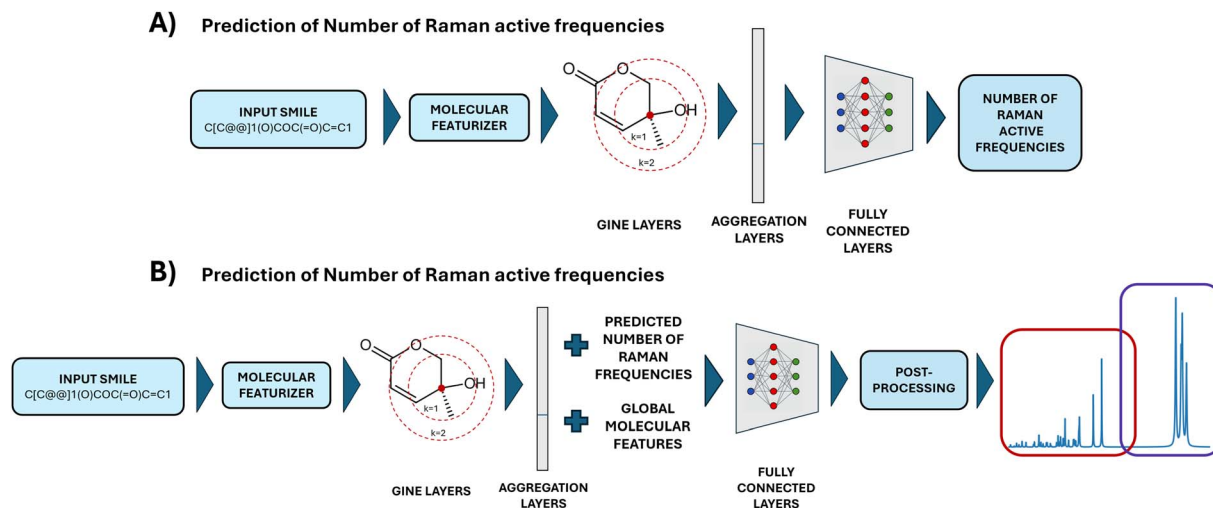 A) Prediction of Number of Raman active frequencies
INPUT SMILE
C[C@@]1(O)COC(=O)C=C1
MOLECULAR
FEATURIZER
O
O
OH
k=1
k=2
GINE LAYERS
AGGREGATION
LAYERS
FULLY
CONNECTED
LAYERS
NUMBER OF
RAMAN
ACTIVE
FREQUENCIES
B) Prediction of Number of Raman active frequencies
INPUT SMILE
C[C@@]1(O)COC(=O)C=C1
MOLECULAR
FEATURIZER
O
O
OH
k=1
k=2
GINE LAYERS
AGGREGATION
LAYERS
PREDICTED
NUMBER OF
RAMAN
FREQUENCIES
GLOBAL
MOLECULAR
FEATURES
FULLY
CONNECTED
LAYERS
POST-
PROCESSING